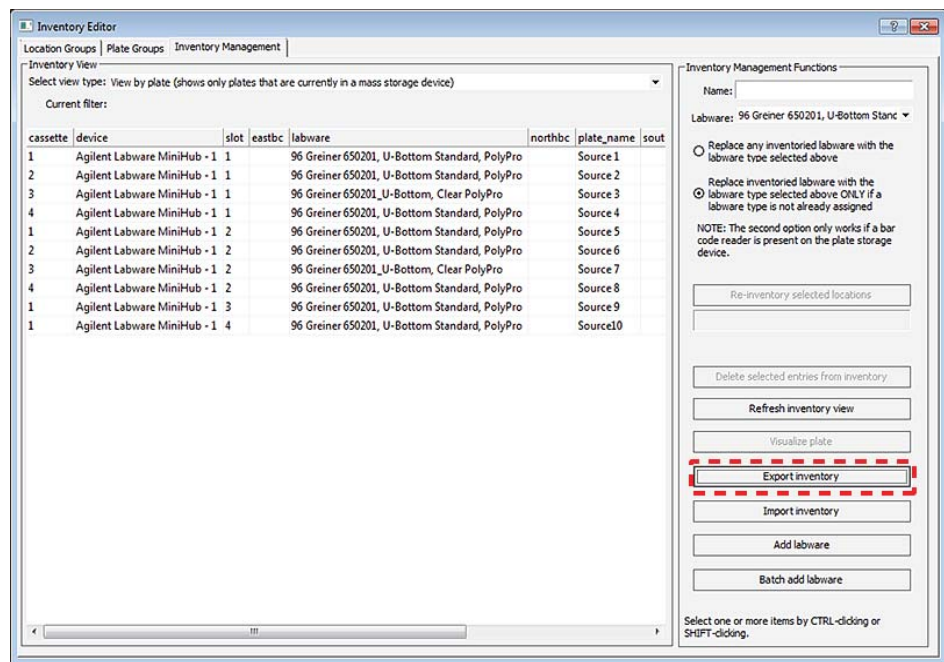 Inventory Editor
Location Groups Plate Groups Inventory Management
Inventory View
Select view type: View by plate (shows only plates that are currently in a mass storage device)
Current filter:
cassette device slot eastbc labware northbc plate_name sout
1 Agilent Labware MiniHub - 1 1 96 Greiner 650201, U-Bottom Standard, PolyPro Source 1
2 Agilent Labware MiniHub - 1 1 96 Greiner 650201, U-Bottom Standard, PolyPro Source 2
3 Agilent Labware MiniHub - 1 1 96 Greiner 650201_U-Bottom, Clear PolyPro Source 3
4 Agilent Labware MiniHub - 1 1 96 Greiner 650201, U-Bottom Standard, PolyPro Source 4
1 Agilent Labware MiniHub - 1 2 96 Greiner 650201, U-Bottom Standard, PolyPro Source 5
2 Agilent Labware MiniHub - 1 2 96 Greiner 650201, U-Bottom Standard, PolyPro Source 6
3 Agilent Labware MiniHub - 1 2 96 Greiner 650201_U-Bottom, Clear PolyPro Source 7
4 Agilent Labware MiniHub - 1 2 96 Greiner 650201, U-Bottom Standard, PolyPro Source 8
1 Agilent Labware MiniHub - 1 3 96 Greiner 650201, U-Bottom Standard, PolyPro Source 9
1 Agilent Labware MiniHub - 1 4 96 Greiner 650201, U-Bottom Standard, PolyPro Source10
Inventory Management Functions
Name:
Labware: 96 Greiner 650201, U-Bottom Stanc
Replace any inventoried labware with the
labware type selected above
Replace inventoried labware with the
labware type selected above ONLY if a
labware type is not already assigned
NOTE: The second option only works if a bar
code reader is present on the plate storage
device.
Re-inventory selected locations
Delete selected entries from inventory
Refresh inventory view
Visualize plate
Export inventory
Import inventory
Add labware
Batch add labware
Select one or more items by CTRL-clicking or
SHIFT-clicking.